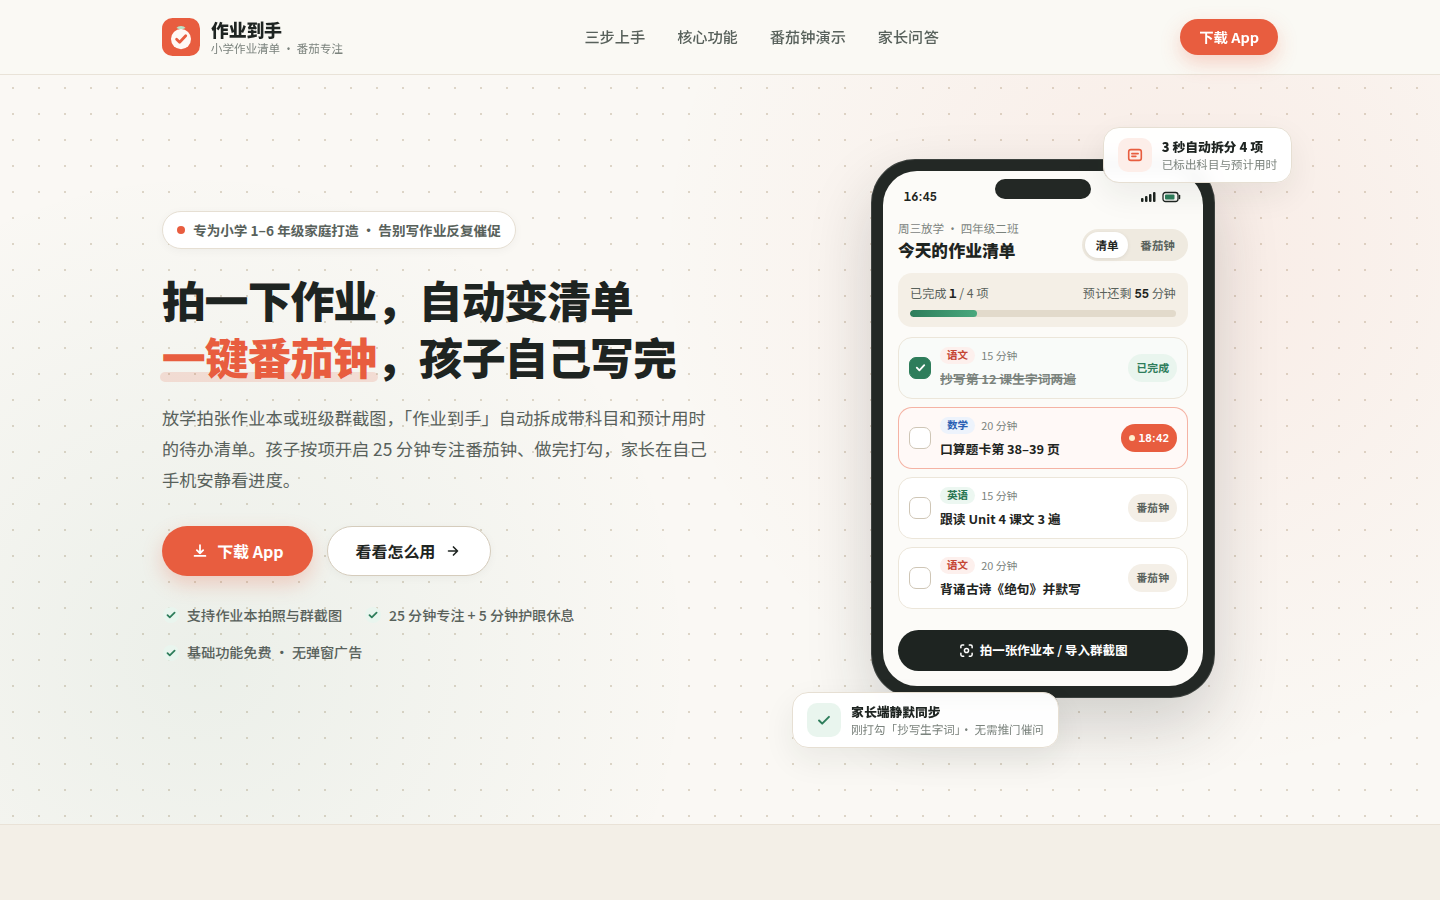 作业到手
小学作业清单 · 番茄专注
三步上手
核心功能
番茄钟演示
家长问答
下载 App
专为小学 1–6 年级家庭打造 · 告别写作业反复催促
拍一下作业，自动变清单
一键番茄钟，孩子自己写完
放学拍张作业本或班级群截图，「作业到手」自动拆成带科目和预计用时
的待办清单。孩子按项开启 25 分钟专注番茄钟、做完打勾，家长在自己
手机安静看进度。
下载 App
看看怎么用
支持作业本拍照与群截图
25 分钟专注 + 5 分钟护眼休息
基础功能免费 · 无弹窗广告
3 秒自动拆分 4 项
已标出科目与预计用时
16:45
周三放学 · 四年级二班
今天的作业清单
清单
番茄钟
已完成 1 / 4 项
预计还剩 55 分钟
语文 15 分钟
抄写第 12 课生字词两遍
已完成
数学 20 分钟
口算题卡第 38–39 页
18:42
英语 15 分钟
跟读 Unit 4 课文 3 遍
番茄钟
语文 20 分钟
背诵古诗《绝句》并默写
番茄钟
拍一张作业本 / 导入群截图
家长端静默同步
刚打勾「抄写生字词」· 无需推门催问